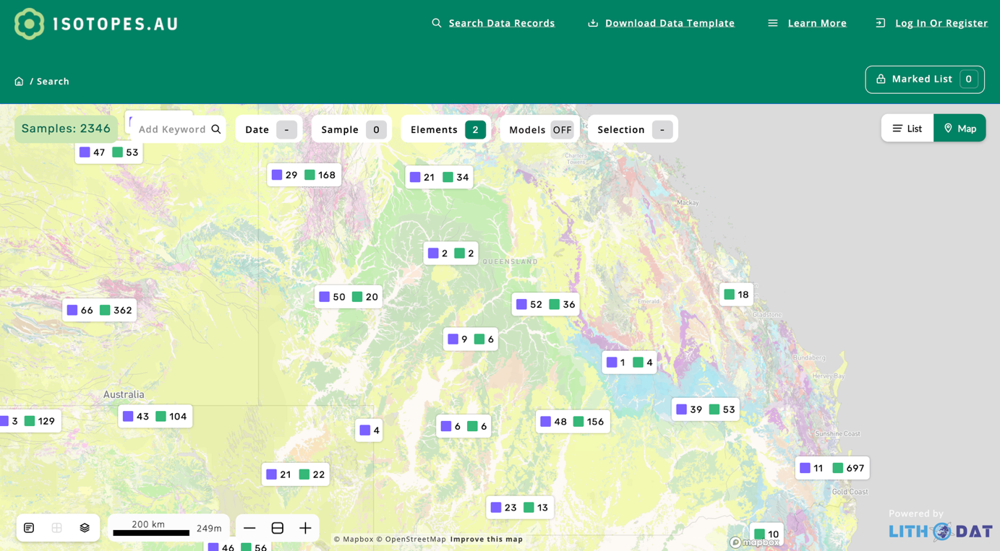 1SOTOPES.AU
Search Data Records
Download Data Template
Learn More
Log In Or Register
/ Search
Marked List 0
Samples: 2346
Add Keyword
Date -
Sample 0
Elements 2
Models OFF
Selection -
List
Map
47 53
29 168
21 34
Charters
Towers
Mackay
2 2
QUEENSLAND
50 20
52 36
18
66 362
Emerald
Gladstone
9 6
1 4
Bundaberg
Hervey Bay
Australia
39 53
3 129
43 104
4
6 6
48 156
Sunshine Coast
11 697
21 22
Gold Coast
23 13
Powered by
LITHODAT
200 km
249m
10
© Mapbox © OpenStreetMap Improve this map
mapbox
46 56